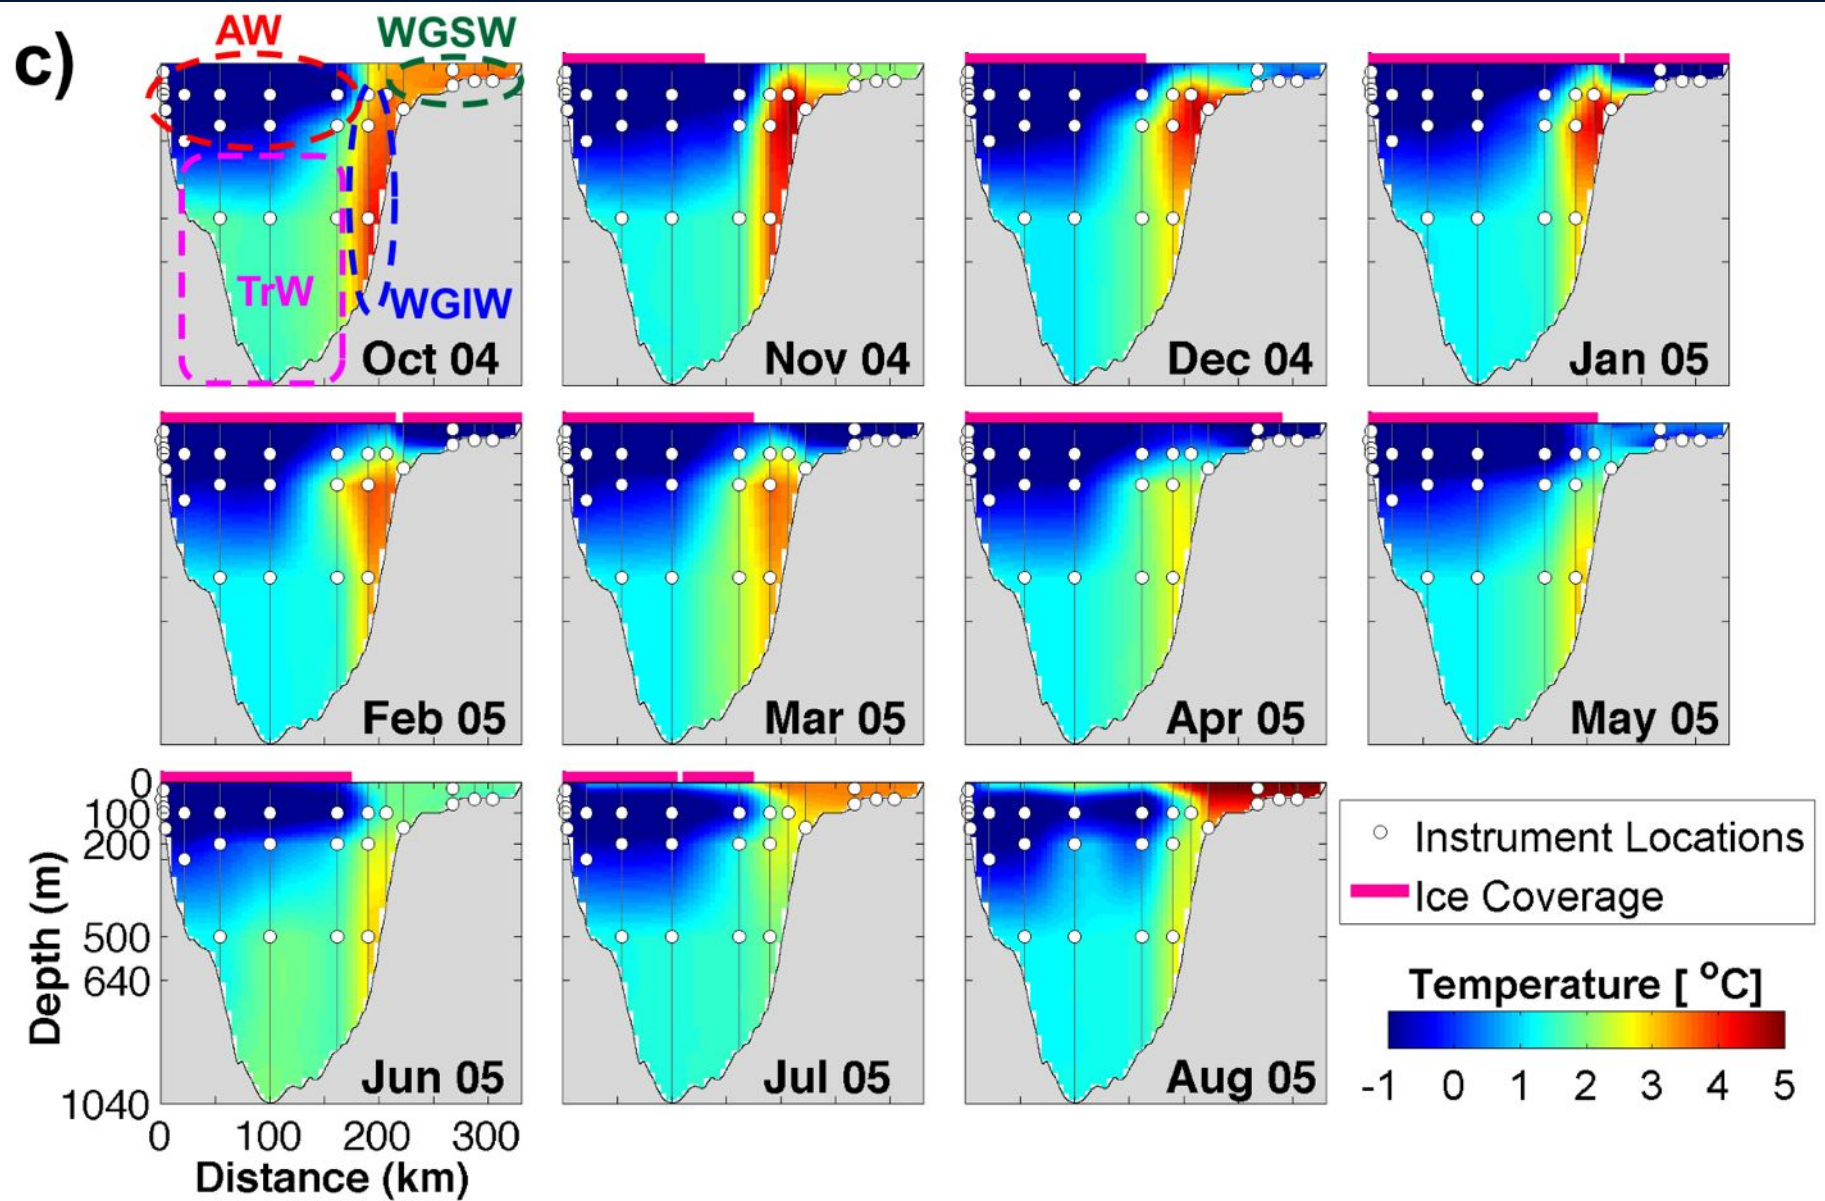 c)
AW
WGSW
TrW
WGIW
Oct 04
Nov 04
Dec 04
Jan 05
Feb 05
Mar 05
Apr 05
May 05
Jun 05
Jul 05
Aug 05
Depth (m)
0
100
200
500
640
1040
0 100 200 300
Distance (km)
Instrument Locations
Ice Coverage
Temperature [ °C]
-1 0 1 2 3 4 5